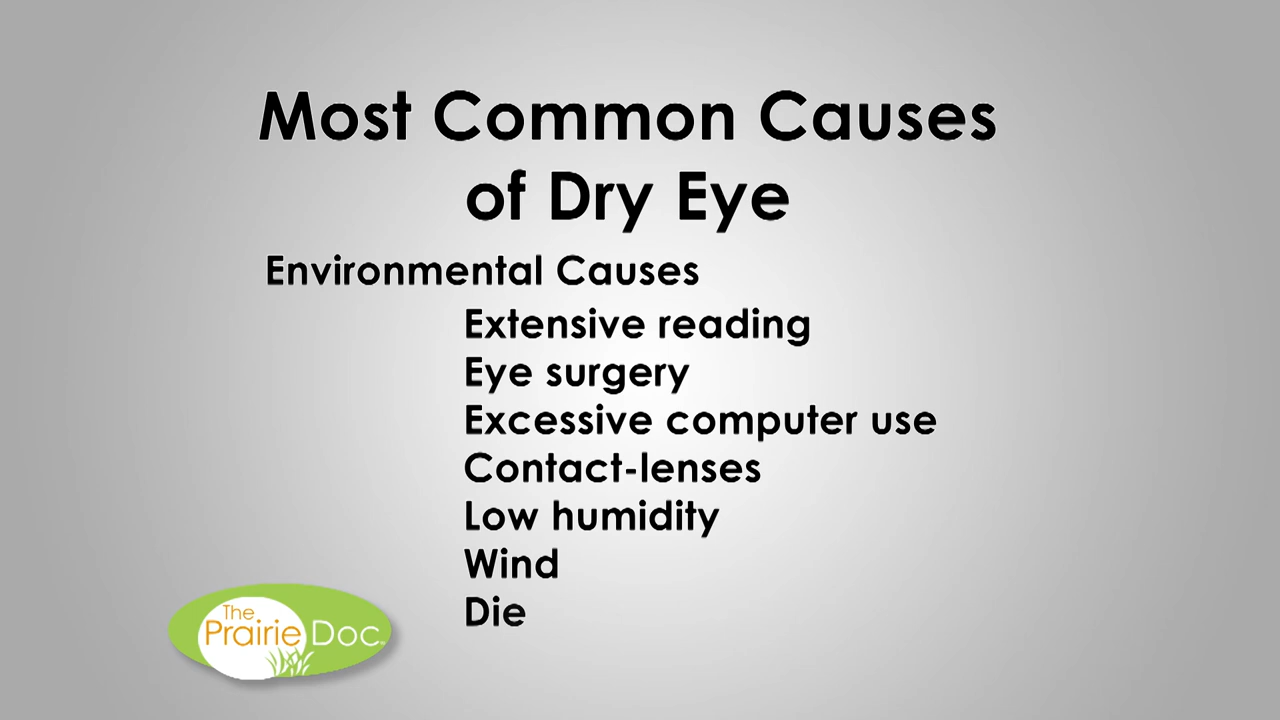 Most Common Causes
of Dry Eye
Environmental Causes
Extensive reading
Eye surgery
Excessive computer use
Contact-lenses
Low humidity
Wind
Die
The
Prairie Doc